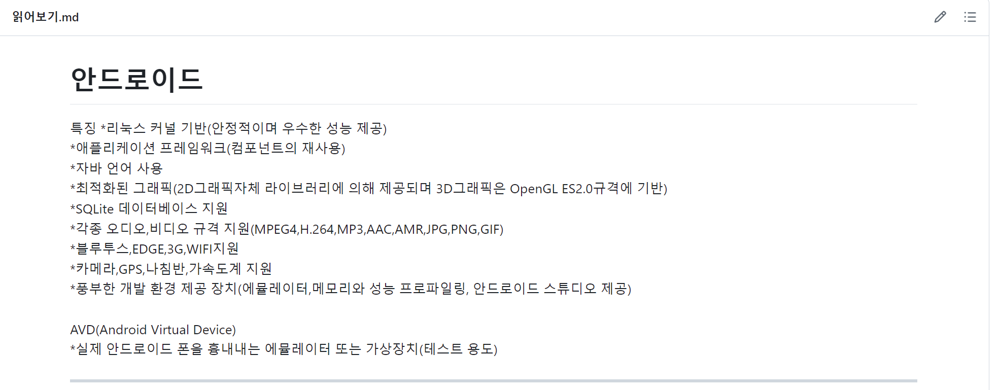 읽어보기.md
안드로이드
특징 *리눅스 커널 기반(안정적이며 우수한 성능 제공)
*애플리케이션 프레임워크(컴포넌트의 재사용)
*자바 언어 사용
*최적화된 그래픽(2D그래픽자체 라이브러리에 의해 제공되며 3D그래픽은 OpenGL ES2.0규격에 기반)
*SQLite 데이터베이스 지원
*각종 오디오,비디오 규격 지원(MPEG4,H.264,MP3,AAC,AMR,JPG,PNG,GIF)
*블루투스,EDGE,3G,WIFI지원
*카메라,GPS,나침반,가속도계 지원
*풍부한 개발 환경 제공 장치(에뮬레이터,메모리와 성능 프로파일링, 안드로이드 스튜디오 제공)
AVD(Android Virtual Device)
*실제 안드로이드 폰을 흉내내는 에뮬레이터 또는 가상장치(테스트 용도)